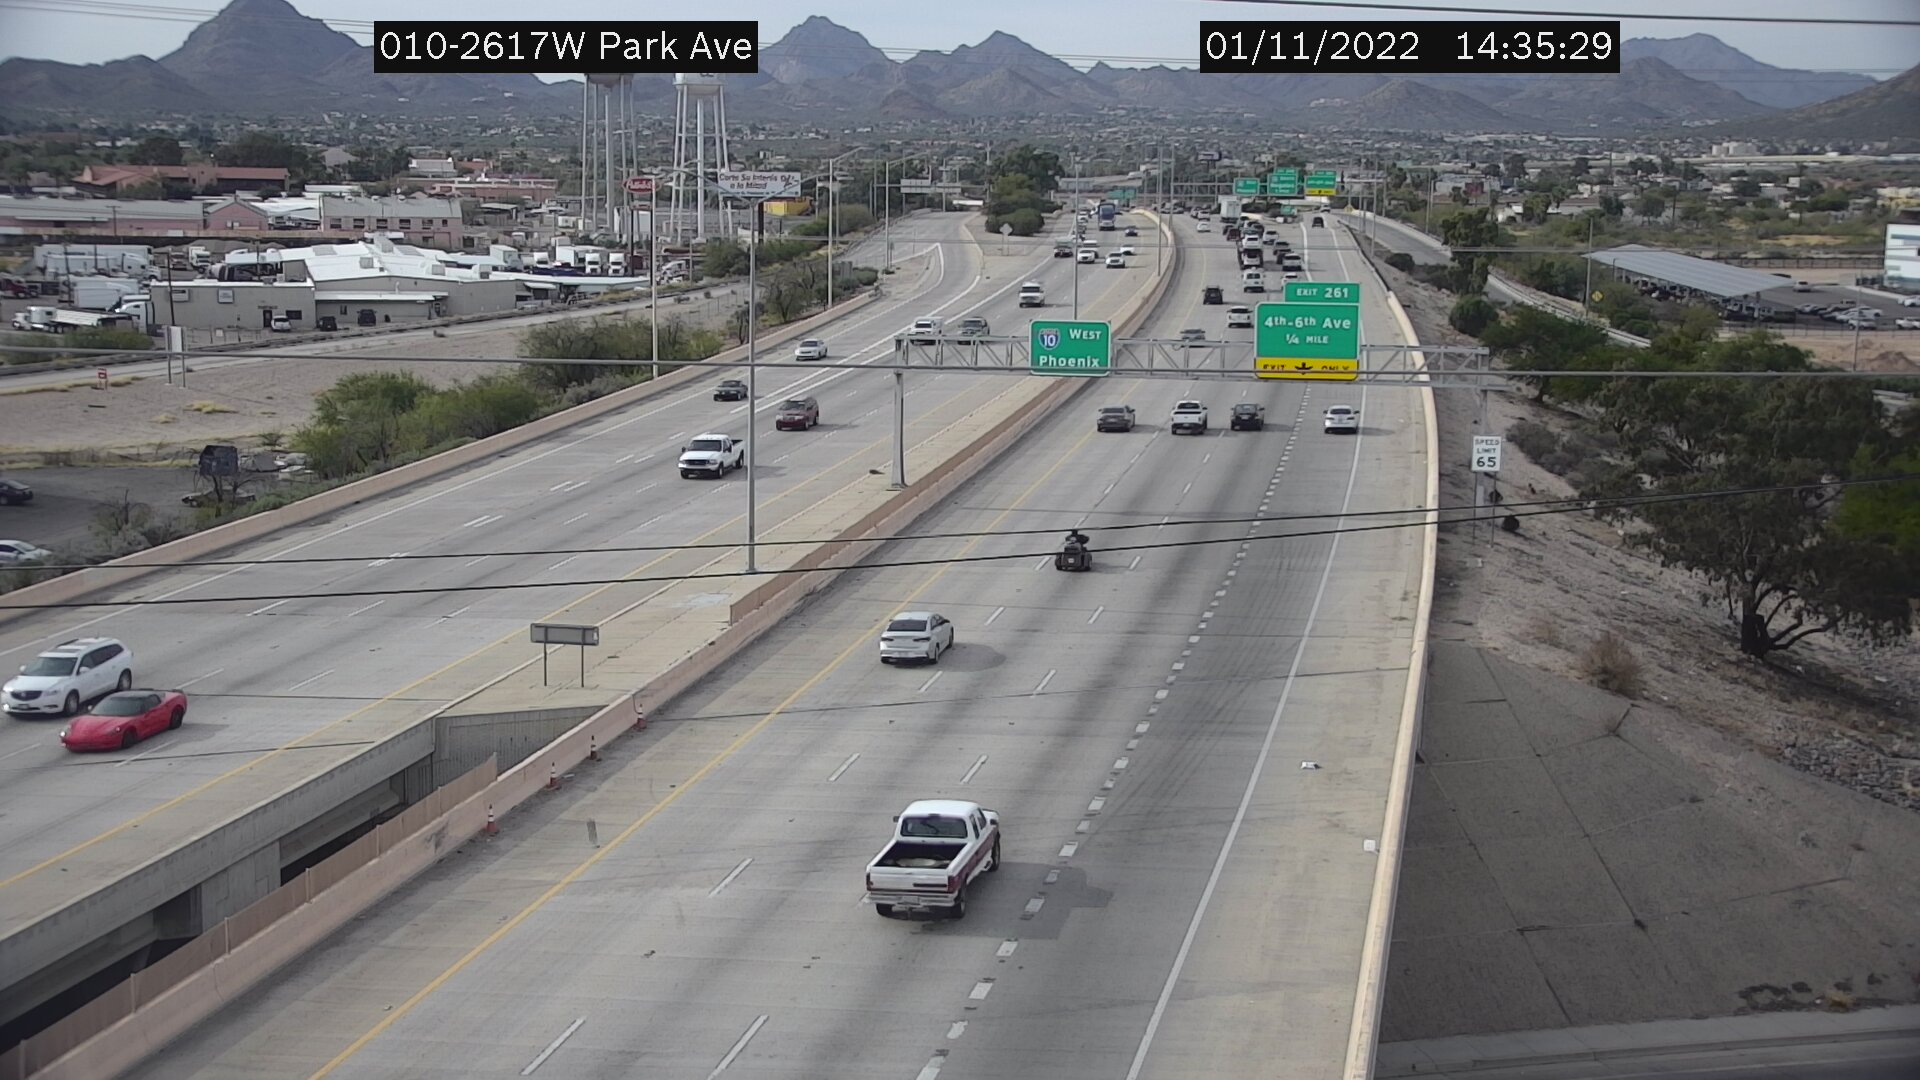 010-2617W Park Ave
01/11/2022 14:35:29
EXIT 261
4th-6th Ave
1/4 MILE
EXIT ONLY
10
WEST
Phoenix
SPEED
LIMIT
65